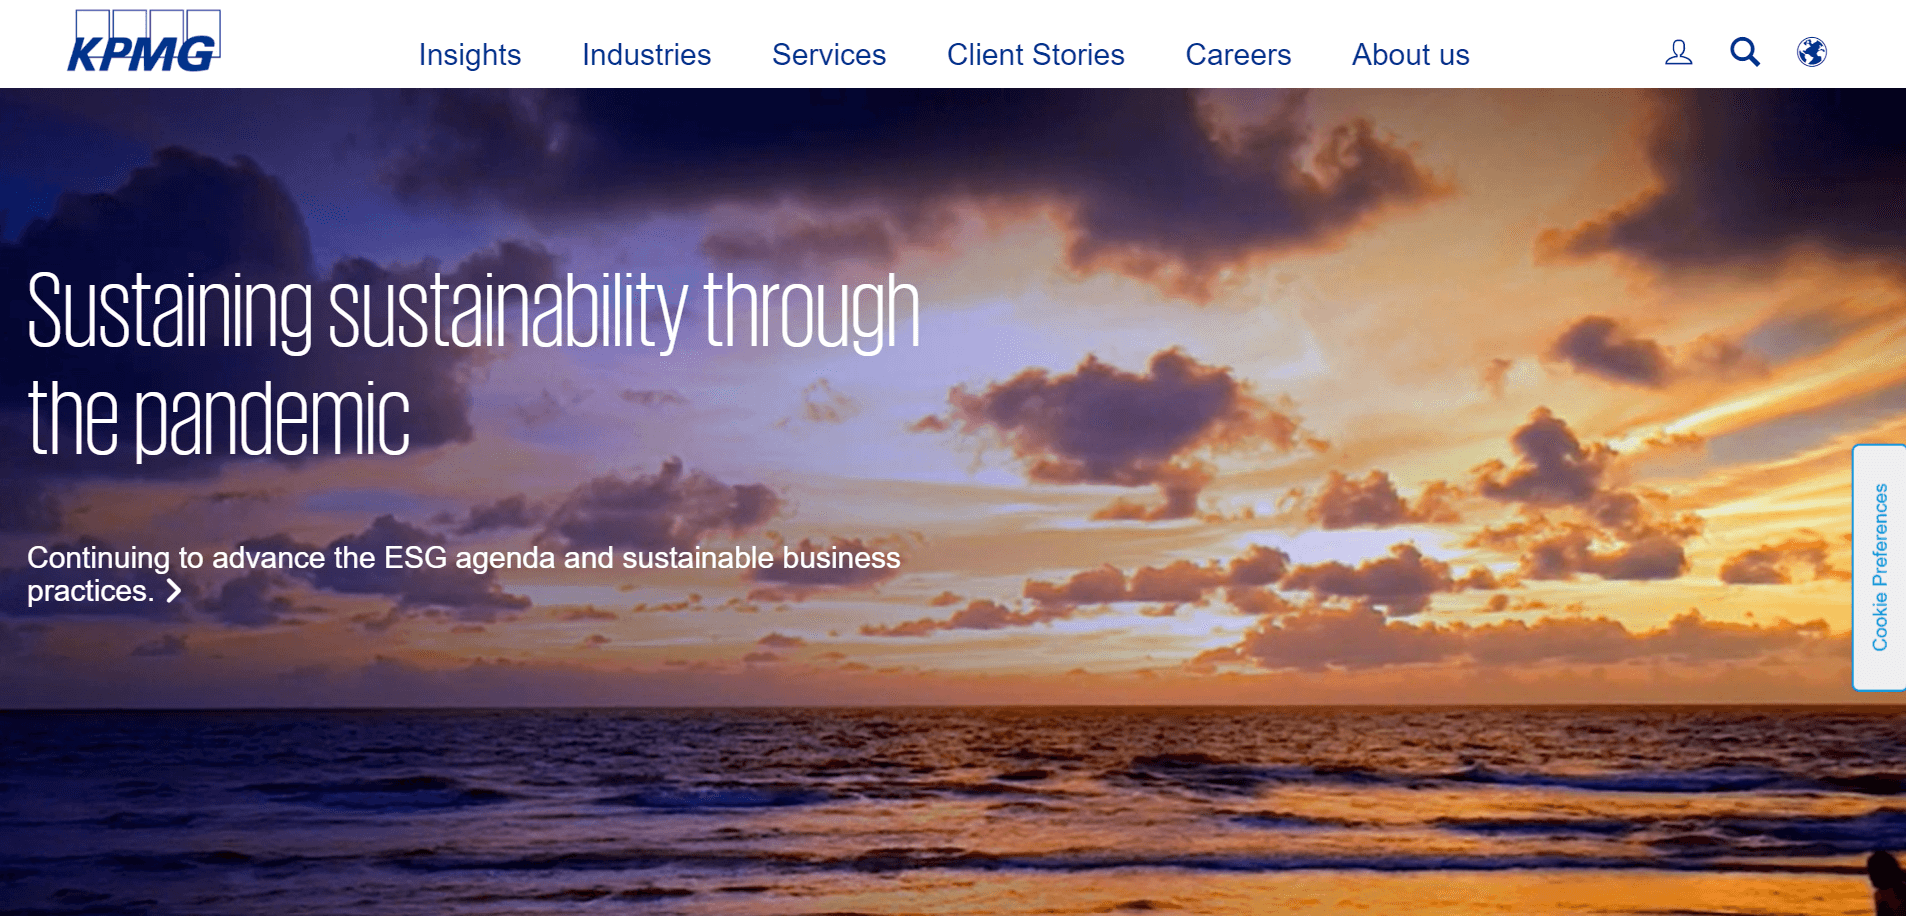 KPMG
Insights
Industries
Services
Client Stories
Careers
About us
Sustaining sustainability through
the pandemic
Continuing to advance the ESG agenda and sustainable business
practices.
Cookie Preferences